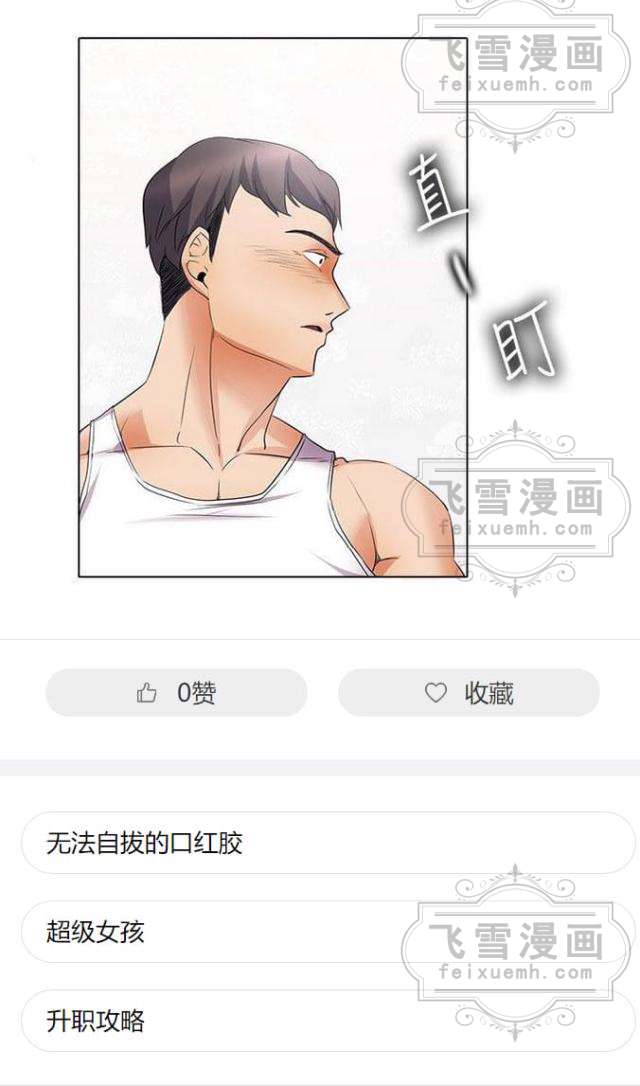 飞雪漫画
feixuemh.com
直
盯
飞雪漫画
feixuemh.com
0赞
收藏
无法自拔的口红胶
超级女孩
飞雪漫画
feixuemh.com
升职攻略